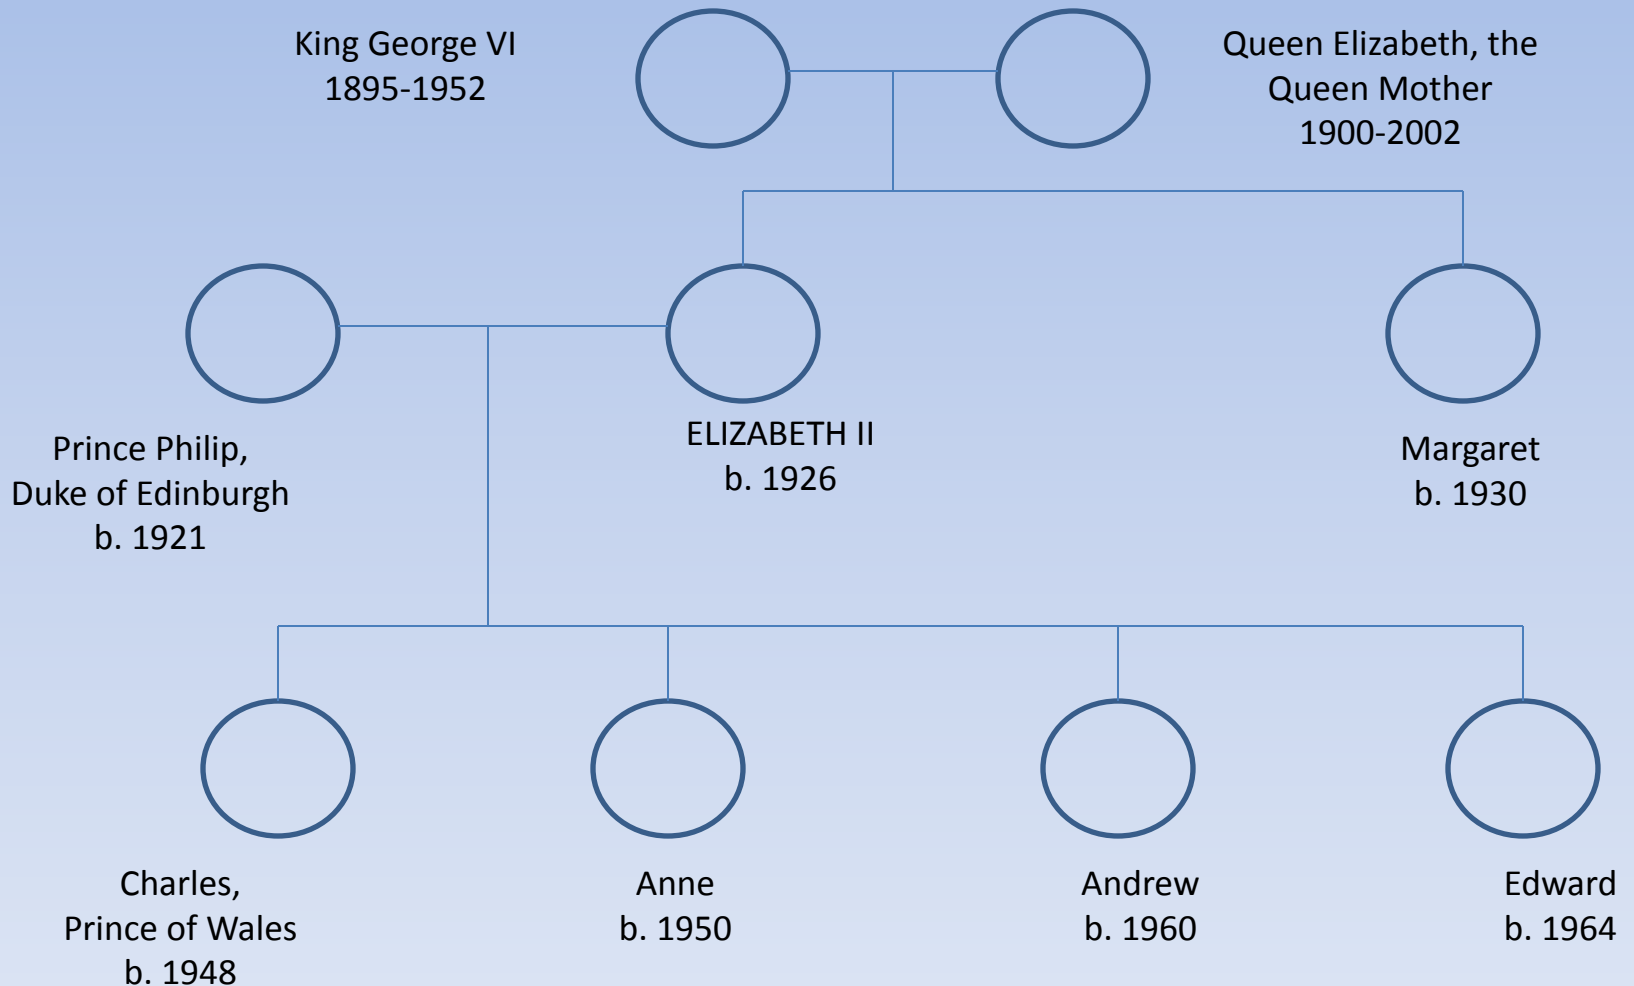 King George VI
1895-1952
Queen Elizabeth, the
Queen Mother
1900-2002
Prince Philip,
Duke of Edinburgh
b. 1921
ELIZABETH II
b. 1926
Margaret
b. 1930
Charles,
Prince of Wales
b. 1948
Anne
b. 1950
Andrew
b. 1960
Edward
b. 1964